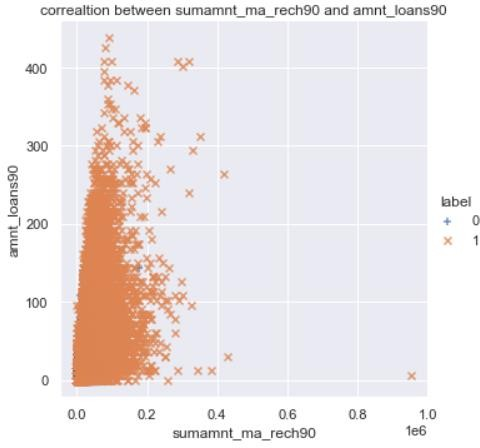 correaltion between sumamnt_ma_rech90 and amnt_loans90
400
300
200
100
0
amnt_loans90
0.0 0.2 0.4 0.6 0.8 1.0
1e6
sumamnt_ma_rech90
label
0
1